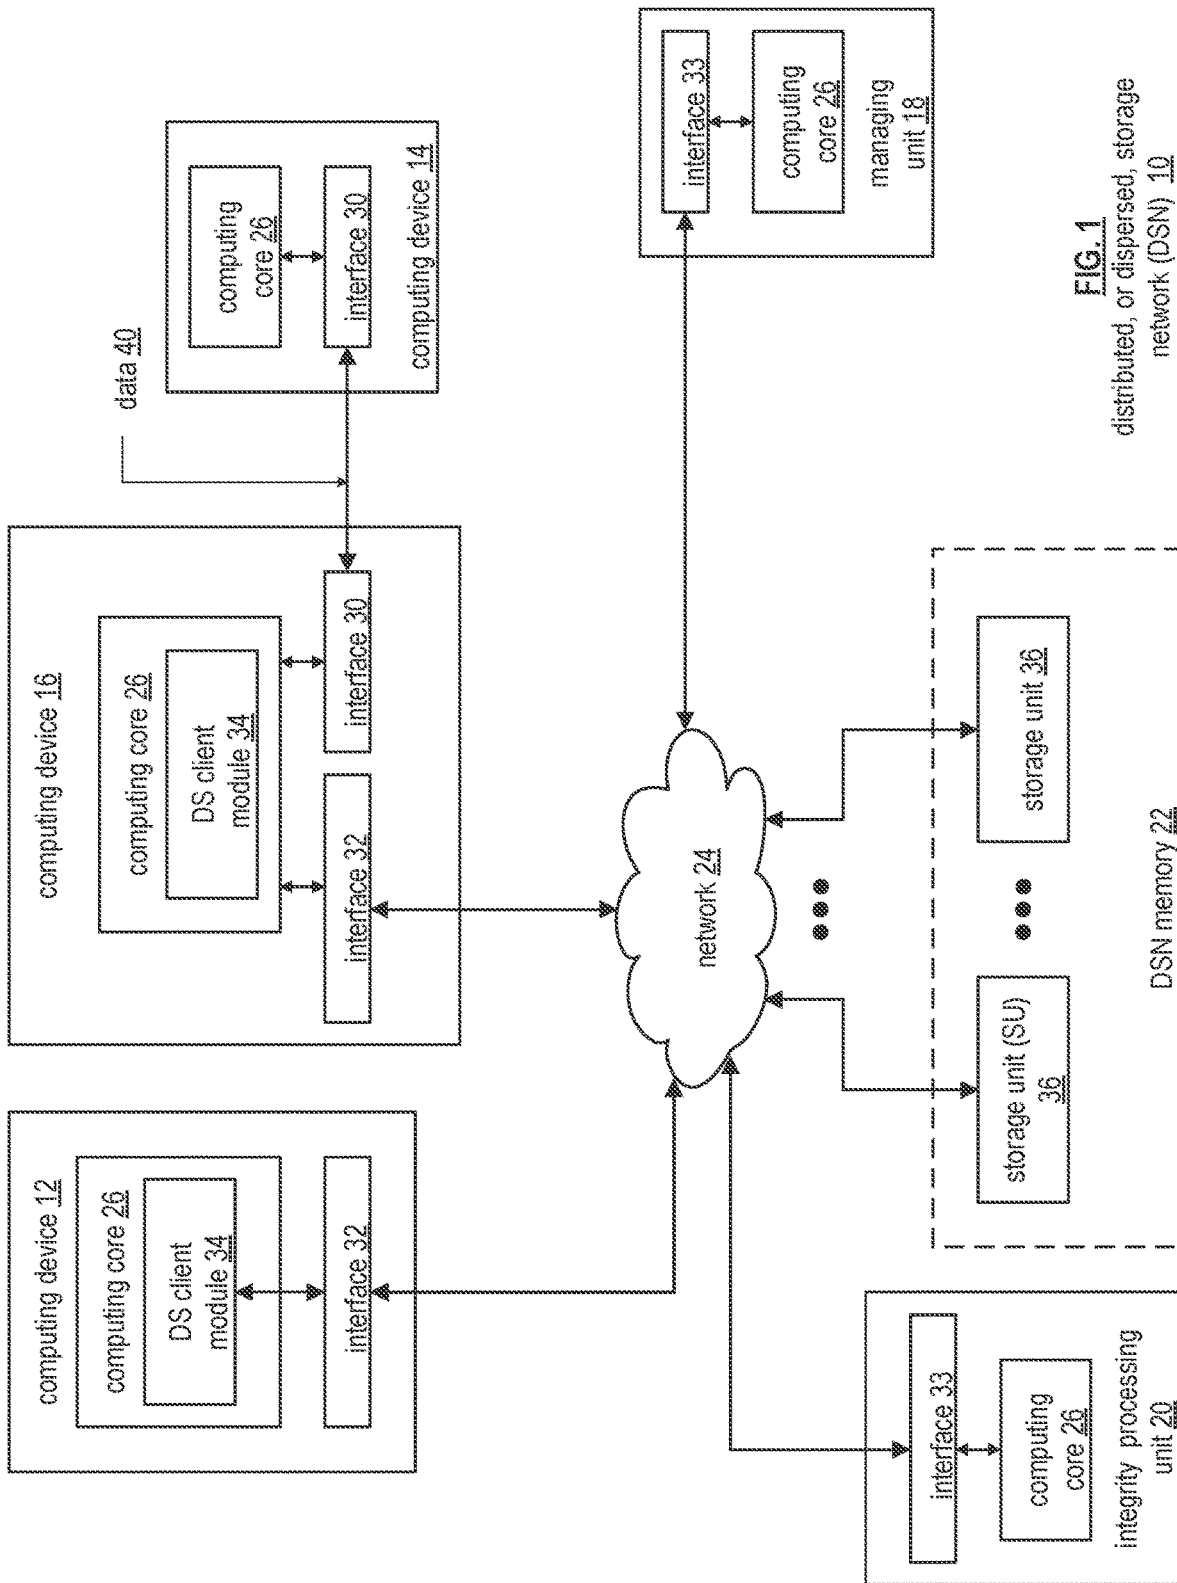 computing device 12
computing core 26
DS client
module 34
interface 32
computing device 16
computing core 26
DS client
module 34
interface 32
interface 30
data 40
computing
core 26
interface 30
computing device 14
network 24
interface 33
computing
core 26
managing
unit 18
interface 33
computing
core 26
integrity processing
unit 20
storage unit (SU)
36
storage unit 36
DSN memory 22
FIG. 1
distributed, or dispersed, storage
network (DSN) 10